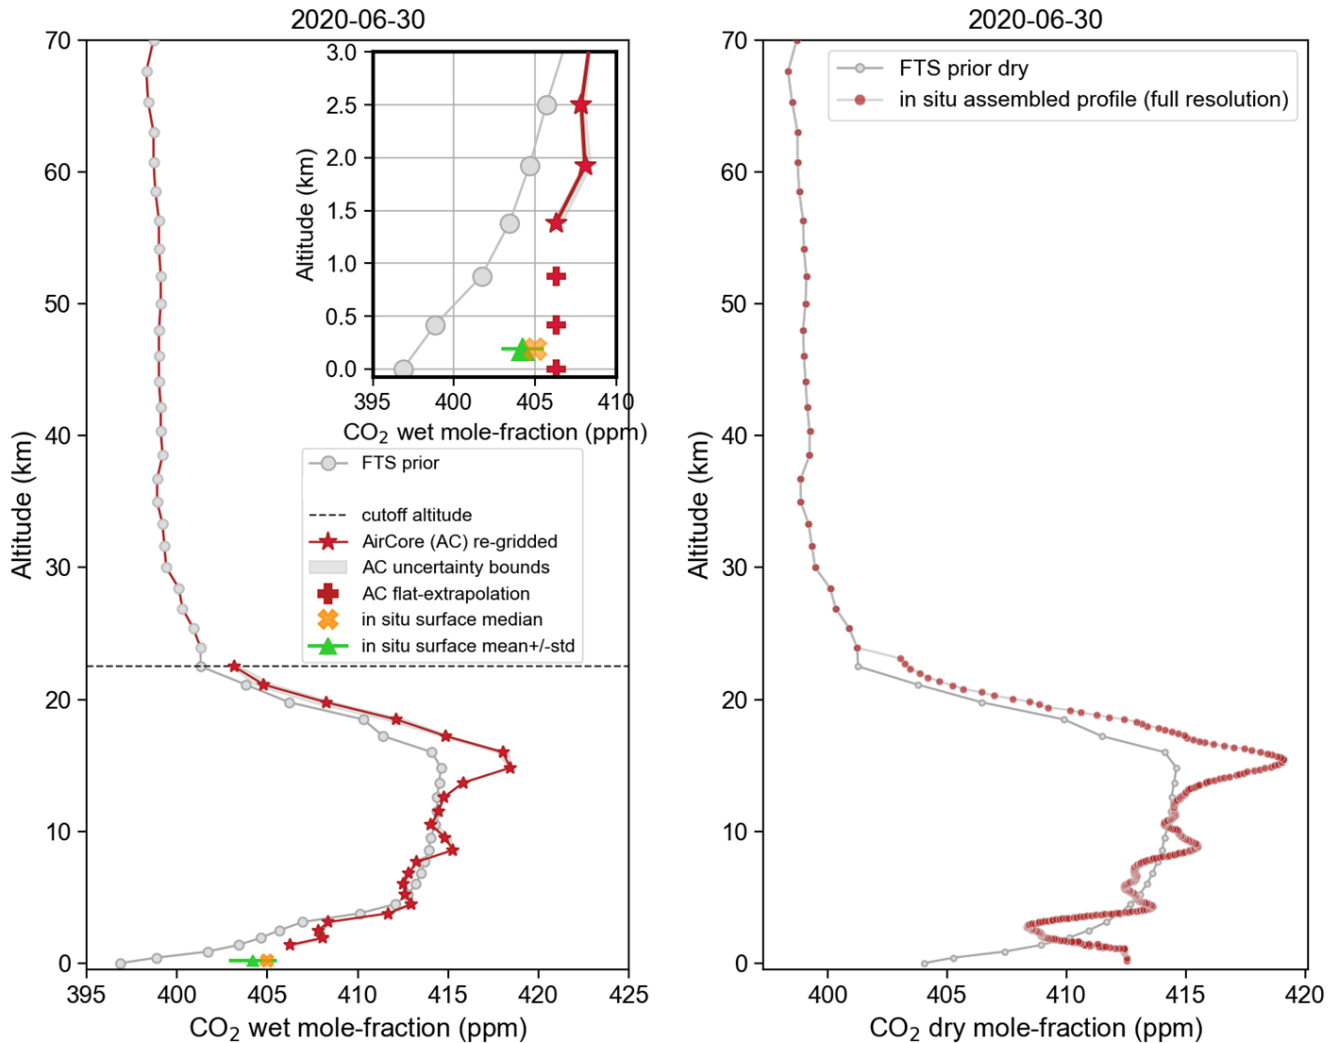 2020-06-30
70
60
50
40
30
20
10
0
Altitude (km)
395
400
405
410
415
420
425
CO₂ wet mole-fraction (ppm)
3.0
2.5
2.0
1.5
1.0
0.5
0.0
Altitude (km)
395
400
405
410
CO₂ wet mole-fraction (ppm)
FTS prior
cutoff altitude
AirCore (AC) re-gridded
AC uncertainty bounds
AC flat-extrapolation
in situ surface median
in situ surface mean+/-std
2020-06-30
FTS prior dry
in situ assembled profile (full resolution)
70
60
50
40
30
20
10
0
Altitude (km)
400
405
410
415
420
CO₂ dry mole-fraction (ppm)